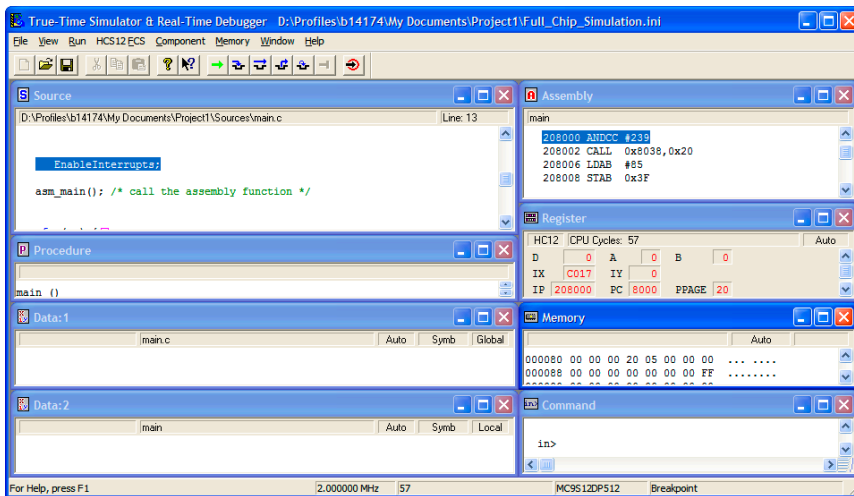 True-Time Simulator & Real-Time Debugger D:\Profiles\b14174\My Documents\Project1\Full_Chip_Simulation.ini
File View Run HCS12 FCS Component Memory Window Help
Source
D:\Profiles\b14174\My Documents\Project1\Sources\main.c Line: 13
EnableInterrupts;
asm_main(); /* call the assembly function */
Procedure
main ()
Data:1
main.c Auto Symb Global
Data:2
main Auto Symb Local
Assembly
main
208000 ANDCC #239
208002 CALL 0x8038,0x20
208006 LDAB #85
208008 STAB 0x3F
Register
HC12 CPU Cycles: 57 Auto
D 0 A 0 B 0
IX C017 IY 0
IP 208000 PC 8000 PPAGE 20
Memory
Auto
000080 00 00 00 20 05 00 00 00 ... ....
000088 00 00 00 00 00 00 00 FF ........
Command
in>
For Help, press F1 2.000000 MHz 57 MC9S12DP512 Breakpoint